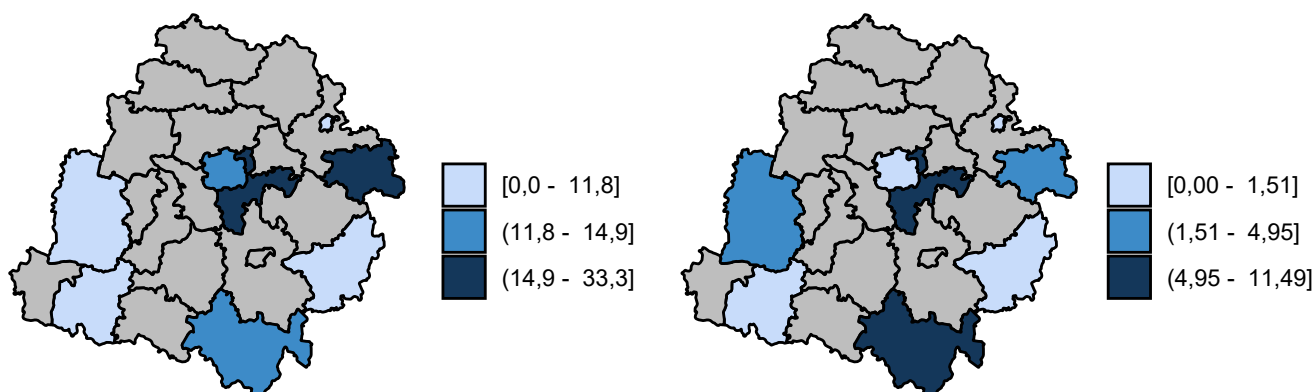 [0,0 - 11,8]
(11,8 - 14,9]
(14,9 - 33,3]
[0,00 - 1,51]
(1,51 - 4,95]
(4,95 - 11,49]